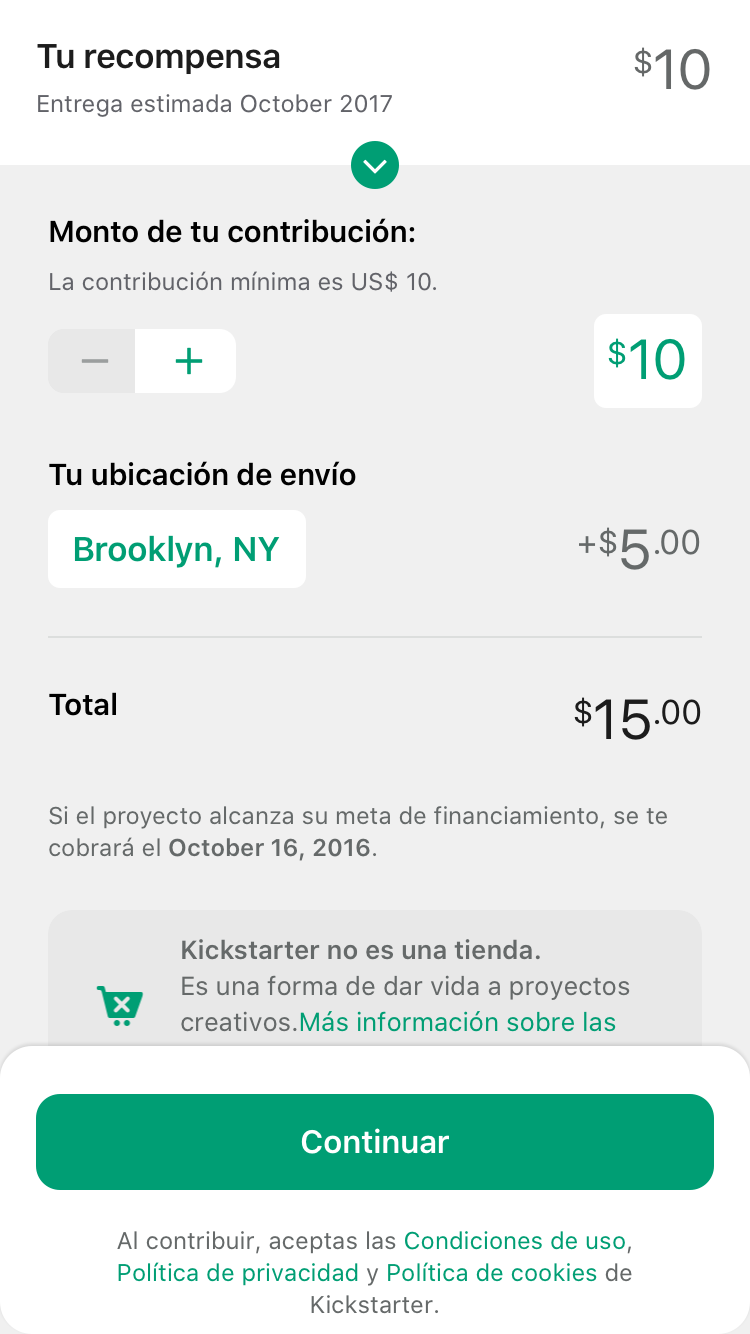 Tu recompensa
$10
Entrega estimada October 2017
Monto de tu contribución:
La contribución mínima es US$ 10.
$10
Tu ubicación de envío
Brooklyn, NY
+$5.00
Total
$15.00
Si el proyecto alcanza su meta de financiamiento, se te
cobrará el October 16, 2016.
Kickstarter no es una tienda.
Es una forma de dar vida a proyectos
creativos.Más información sobre las
Continuar
Al contribuir, aceptas las Condiciones de uso,
Política de privacidad y Política de cookies de
Kickstarter.